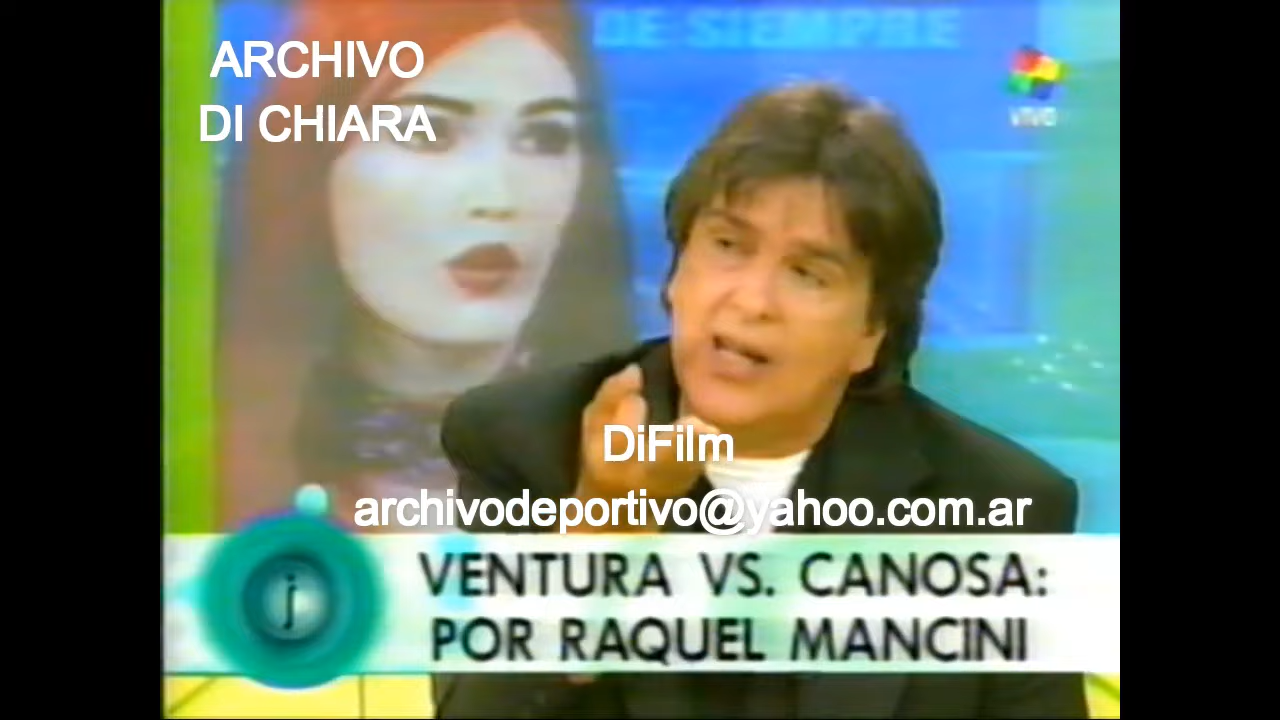 DE SIEMPRE
ARCHIVO
DI CHIARA
VIVO
DiFilm
archivodeportivo@yahoo.com.ar
j
VENTURA VS. CANOSA:
POR RAQUEL MANCINI